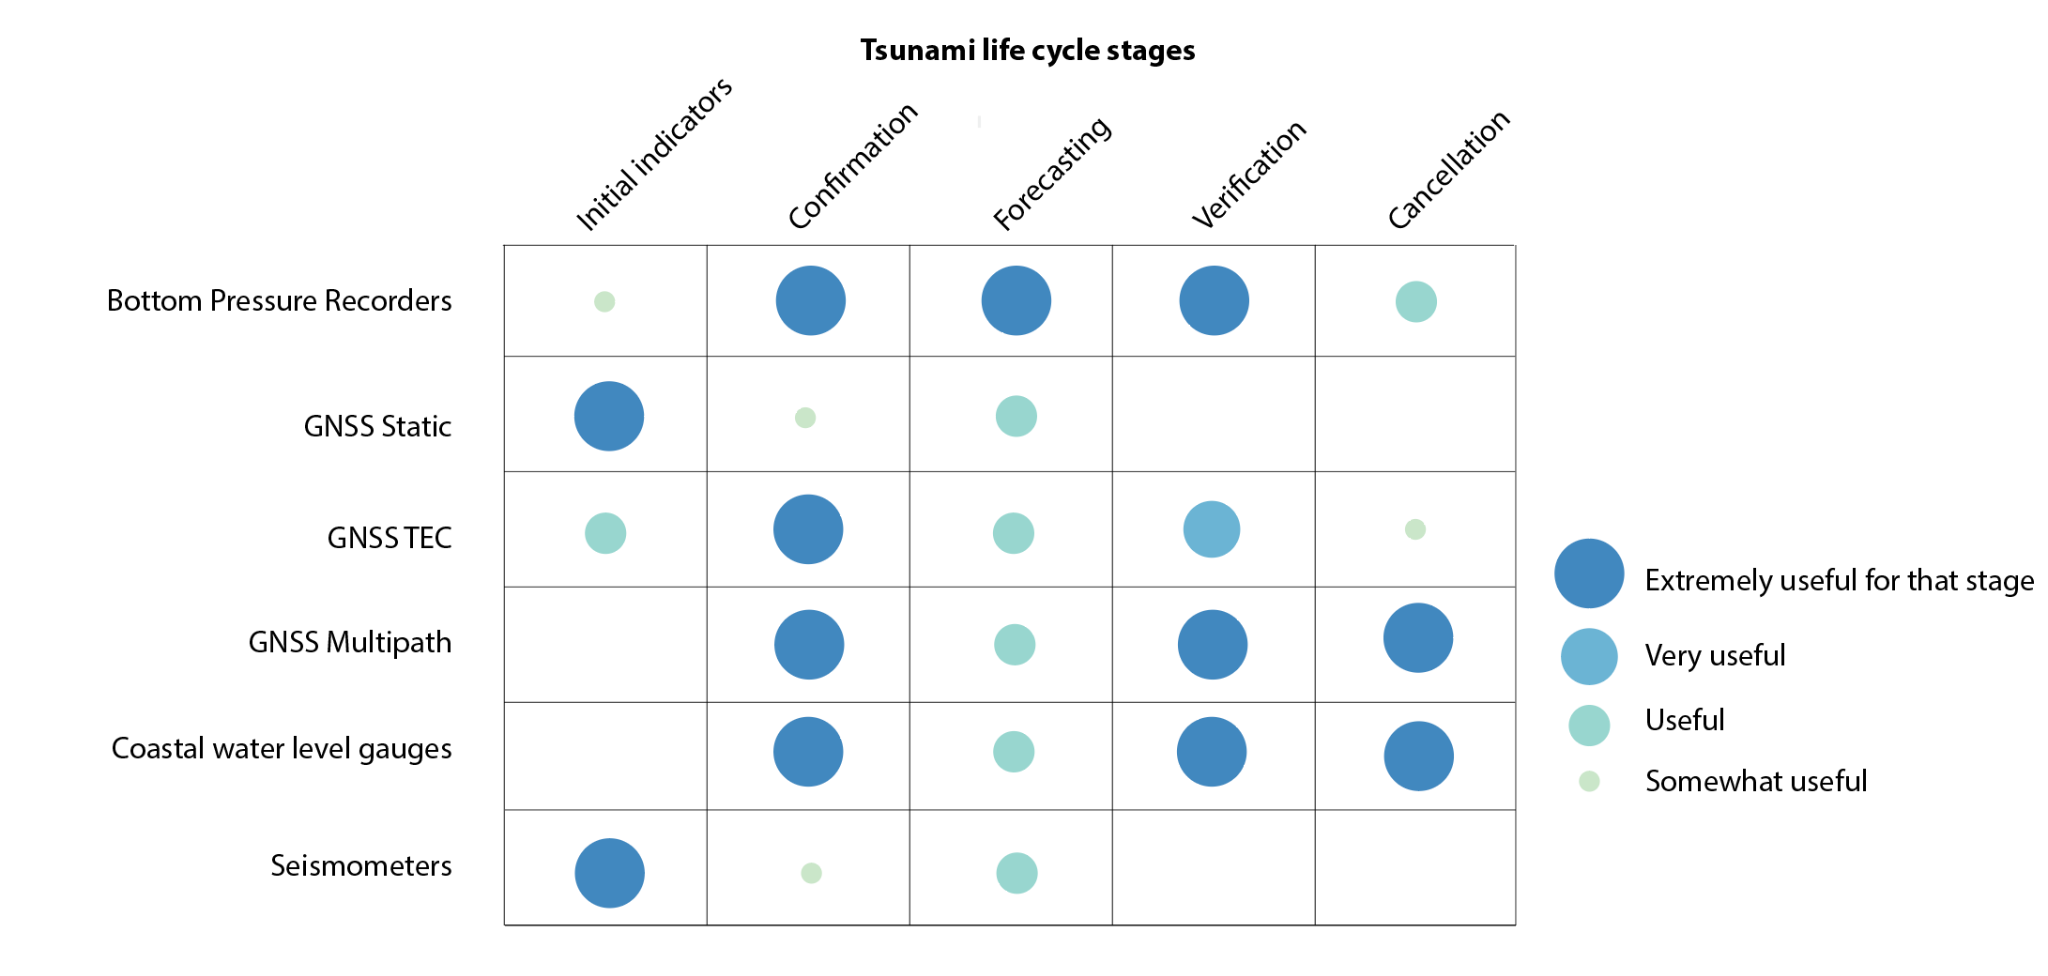 Tsunami life cycle stages
Initial indicators
Confirmation
Forecasting
Verification
Cancellation
Bottom Pressure Recorders
GNSS Static
GNSS TEC
GNSS Multipath
Coastal water level gauges
Seismometers
Extremely useful for that stage
Very useful
Useful
Somewhat useful